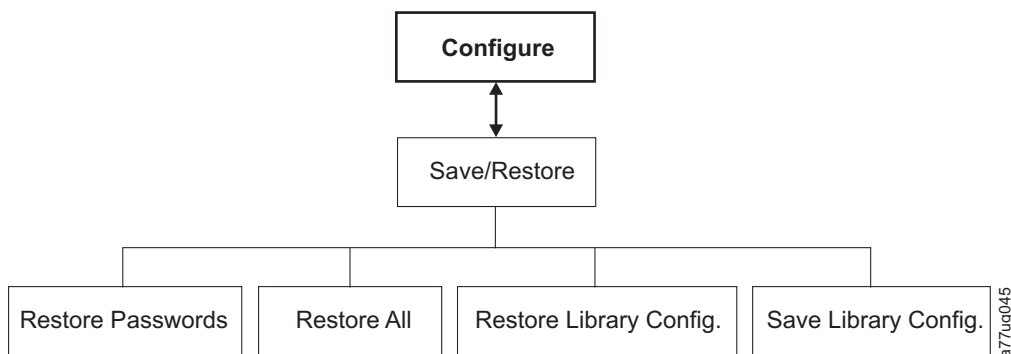 Configure
Save/Restore
Restore Passwords
Restore All
Restore Library Config.
Save Library Config.
a77ug045